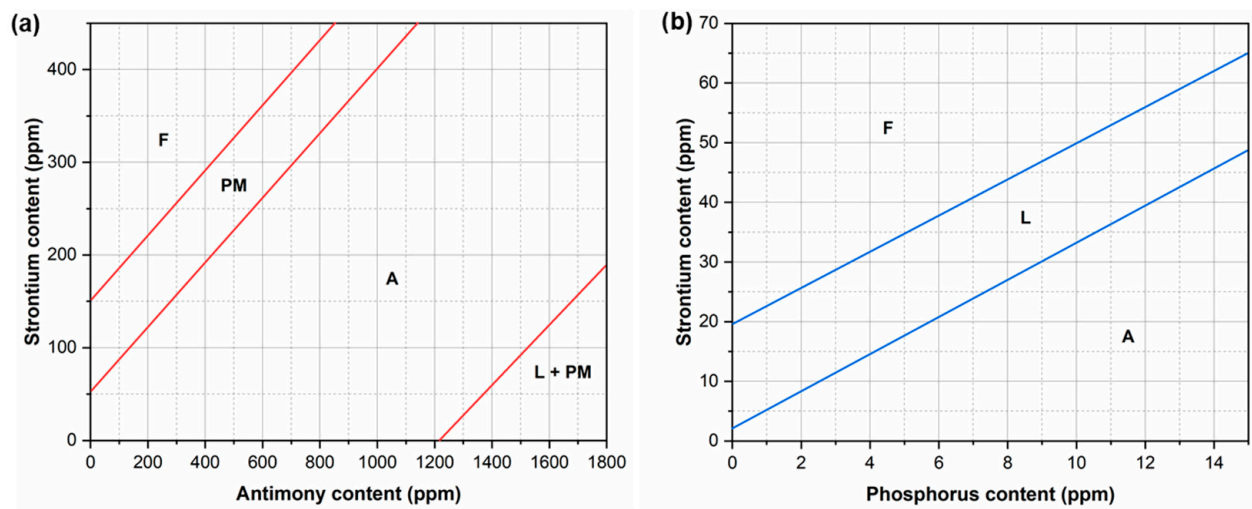 (a)
Strontium content (ppm)
400
300
200
100
0
F
PM
A
L + PM
0 200 400 600 800 1000 1200 1400 1600 1800
Antimony content (ppm)
(b)
Strontium content (ppm)
70
60
50
40
30
20
10
0
F
L
A
0 2 4 6 8 10 12 14
Phosphorus content (ppm)